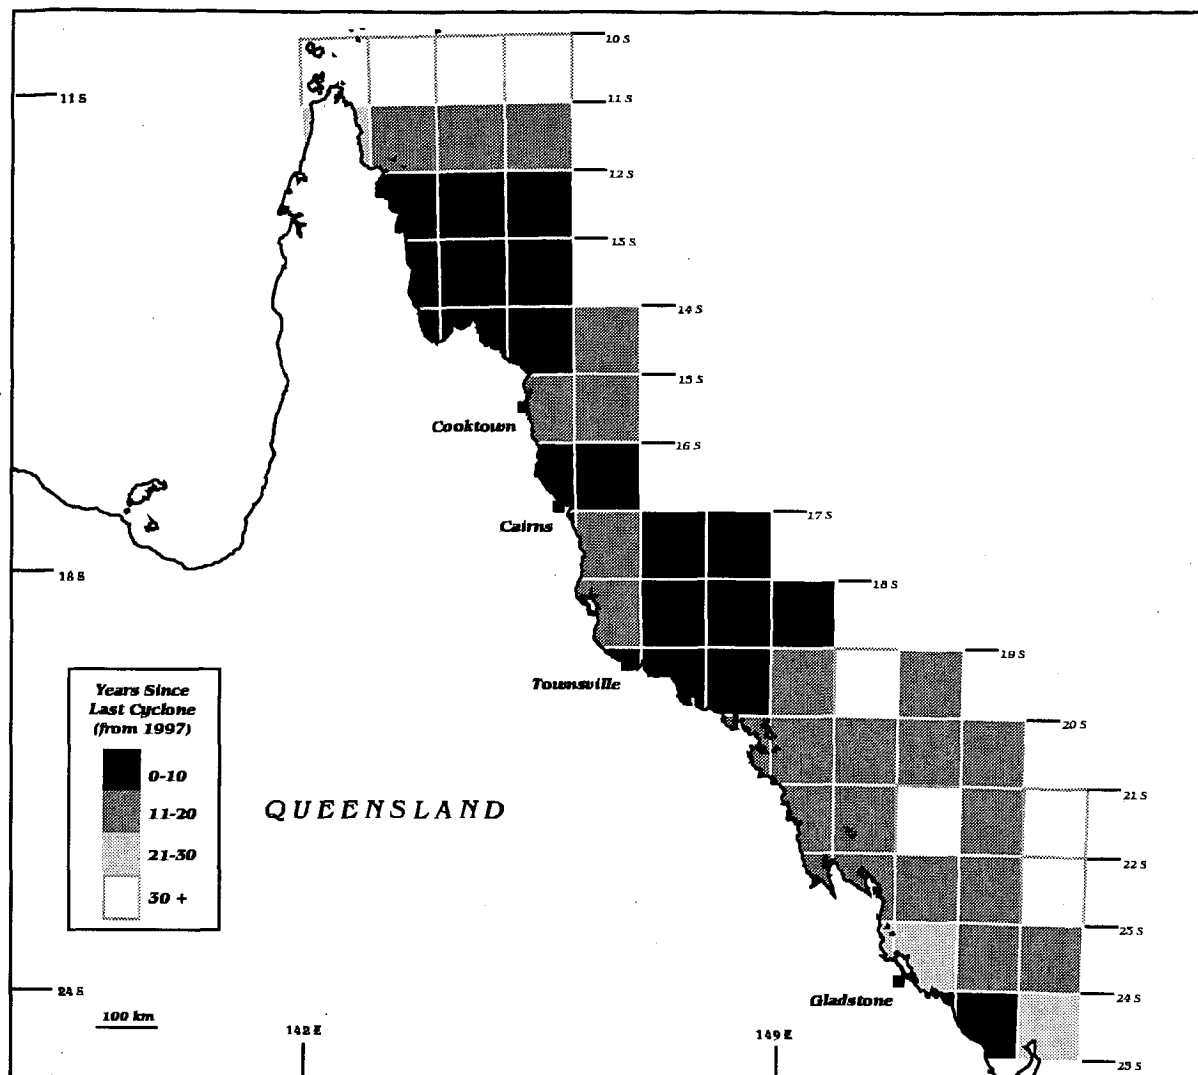 10 S
11 S
11 S
12 S
13 S
14 S
15 S
Cooktown
16 S
Cairns
17 S
18 S
18 S
19 S
Townsville
Years Since
Last Cyclone
(from 1997)
0-10
11-20
21-30
30 +
20 S
QUEENSLAND
21 S
22 S
23 S
24 S
24 S
Gladstone
100 km
142 E
149 E
25 S